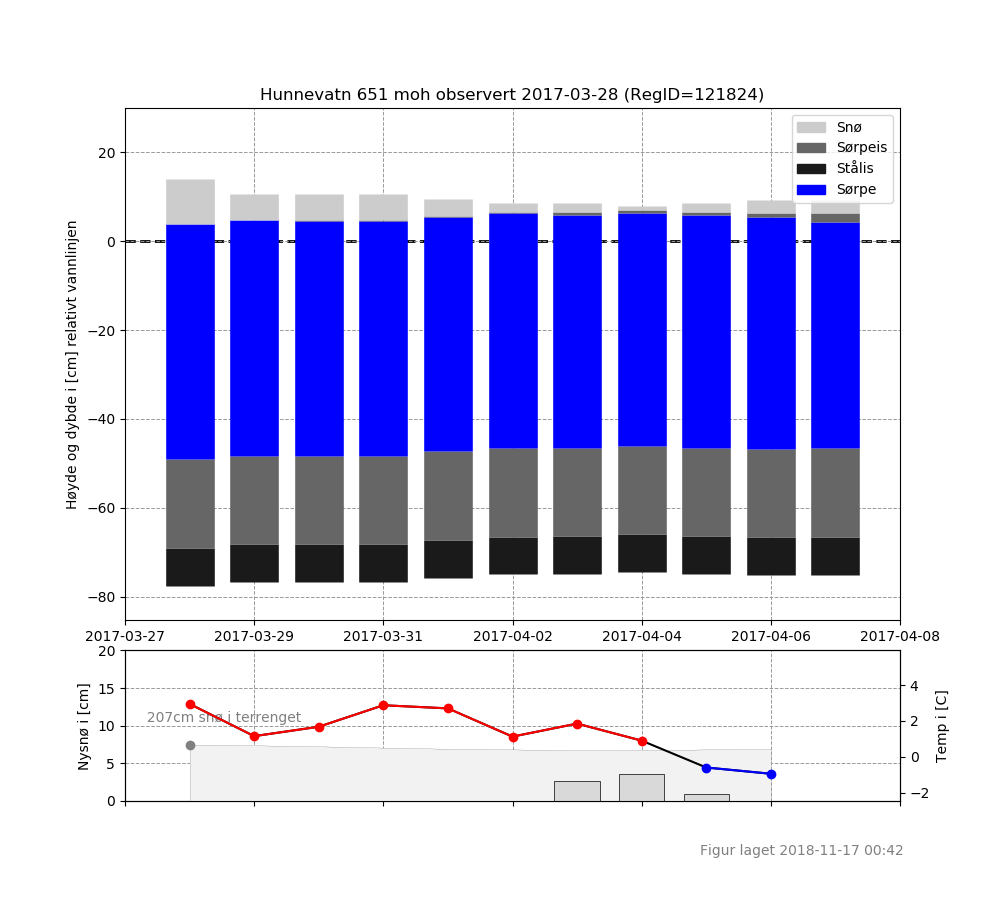 Hunnevatn 651 moh observert 2017-03-28 (RegID=121824)
Høyde og dybde i [cm] relativt vannlinjen
20
0
−20
−40
−60
−80
Snø
Sørpeis
Stålis
Sørpe
2017-03-27 2017-03-29 2017-03-31 2017-04-02 2017-04-04 2017-04-06 2017-04-08
Nysnø i [cm]
20
15
10
5
0
207cm snø i terrenget
4
2
0
−2
Temp i [C]
Figur laget 2018-11-17 00:42